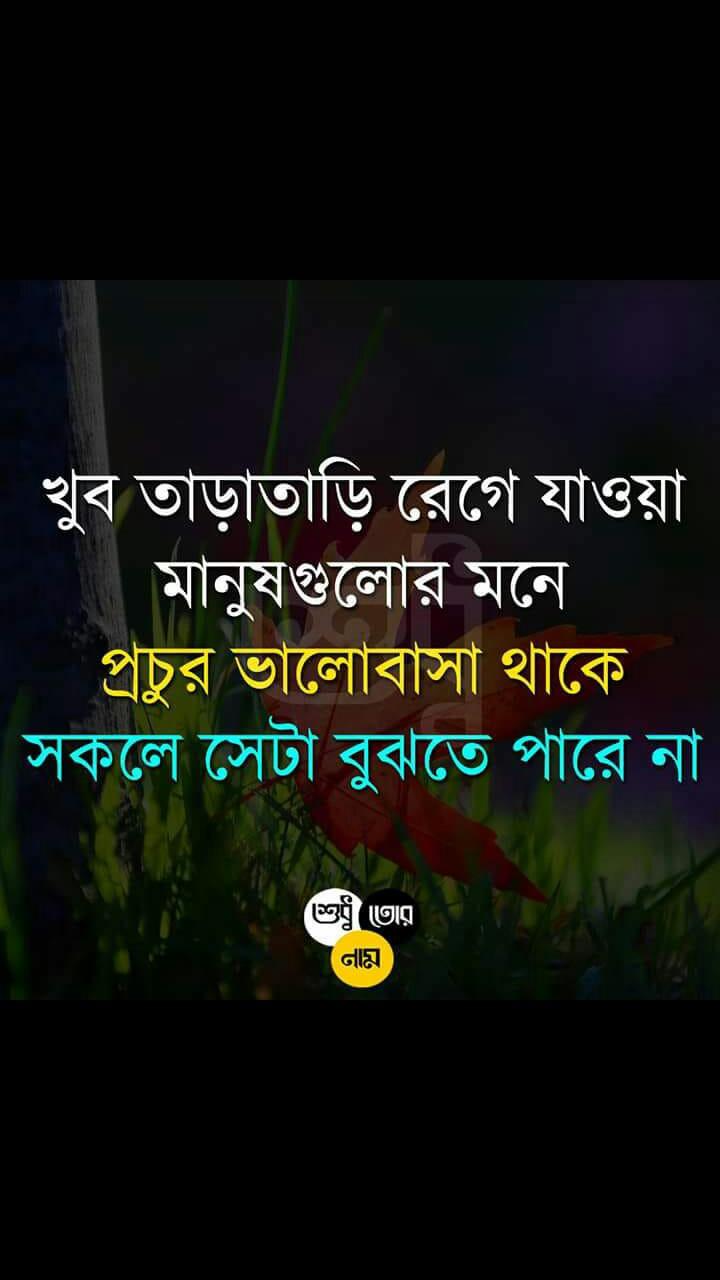 খুব তাড়াতাড়ি রেগে যাওয়া
মানুষগুলোর মনে
প্রচুর ভালোবাসা থাকে
সকলে সেটা বুঝতে পারে না
শুধু তোর
নাম